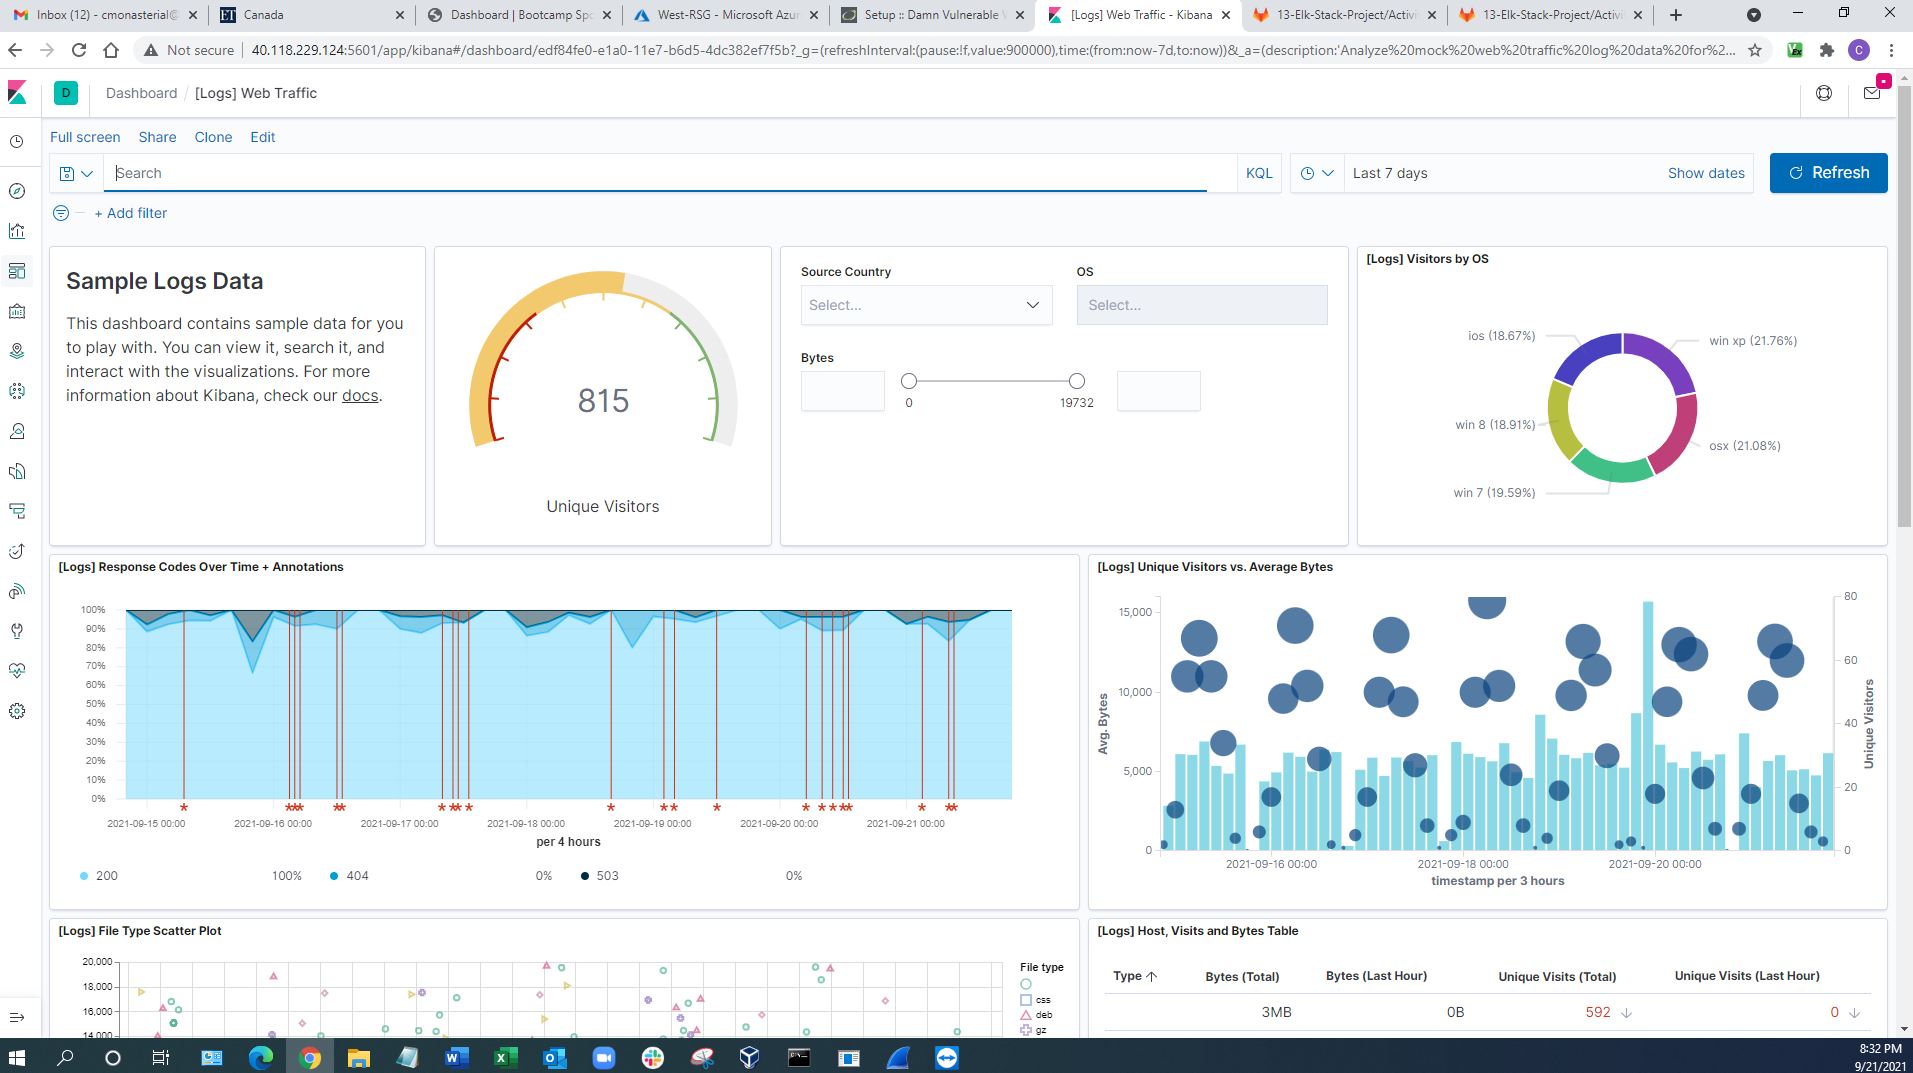 Inbox (12) - cmonasterial@
Canada
Dashboard | Bootcamp Spo
West-RSG - Microsoft Azu
Setup :: Damn Vulnerable
[Logs] Web Traffic - Kibana
13-Elk-Stack-Project/Activi
13-Elk-Stack-Project/Activi
Not secure
40.118.229.124:5601/app/kibana#/dashboard/edf84fe0-e1a0-11e7-b6d5-4dc382ef7f5b?_g=(refreshInterval:(pause:!f,value:900000),time:(from:now-7d,to:now))&_a=(description:'Analyze%20mock%20web%20traffic%20log%20data%20for%2...
C
D
Dashboard / [Logs] Web Traffic
Full screen Share Clone Edit
Search
KQL
Last 7 days
Show dates
Refresh
+ Add filter
Sample Logs Data
This dashboard contains sample data for you
to play with. You can view it, search it, and
interact with the visualizations. For more
information about Kibana, check our docs.
815
Unique Visitors
Source Country
Select...
OS
Select...
Bytes
0
19732
[Logs] Visitors by OS
ios (18.67%)
win xp (21.76%)
win 8 (18.91%)
osx (21.08%)
win 7 (19.59%)
[Logs] Response Codes Over Time + Annotations
100%
90%
80%
70%
60%
50%
40%
30%
20%
10%
0%
2021-09-15 00:00
2021-09-16 00:00
2021-09-17 00:00
2021-09-18 00:00
2021-09-19 00:00
2021-09-20 00:00
2021-09-21 00:00
per 4 hours
200 100%
404 0%
503 0%
[Logs] Unique Visitors vs. Average Bytes
15,000
10,000
5,000
0
Avg. Bytes
80
60
40
20
0
Unique Visitors
2021-09-16 00:00
2021-09-18 00:00
2021-09-20 00:00
timestamp per 3 hours
[Logs] File Type Scatter Plot
20,000
18,000
16,000
14,000
File type
css
deb
gz
[Logs] Host, Visits and Bytes Table
Type Bytes (Total) Bytes (Last Hour) Unique Visits (Total) Unique Visits (Last Hour)
3MB 0B 592 0
8:32 PM
9/21/2021